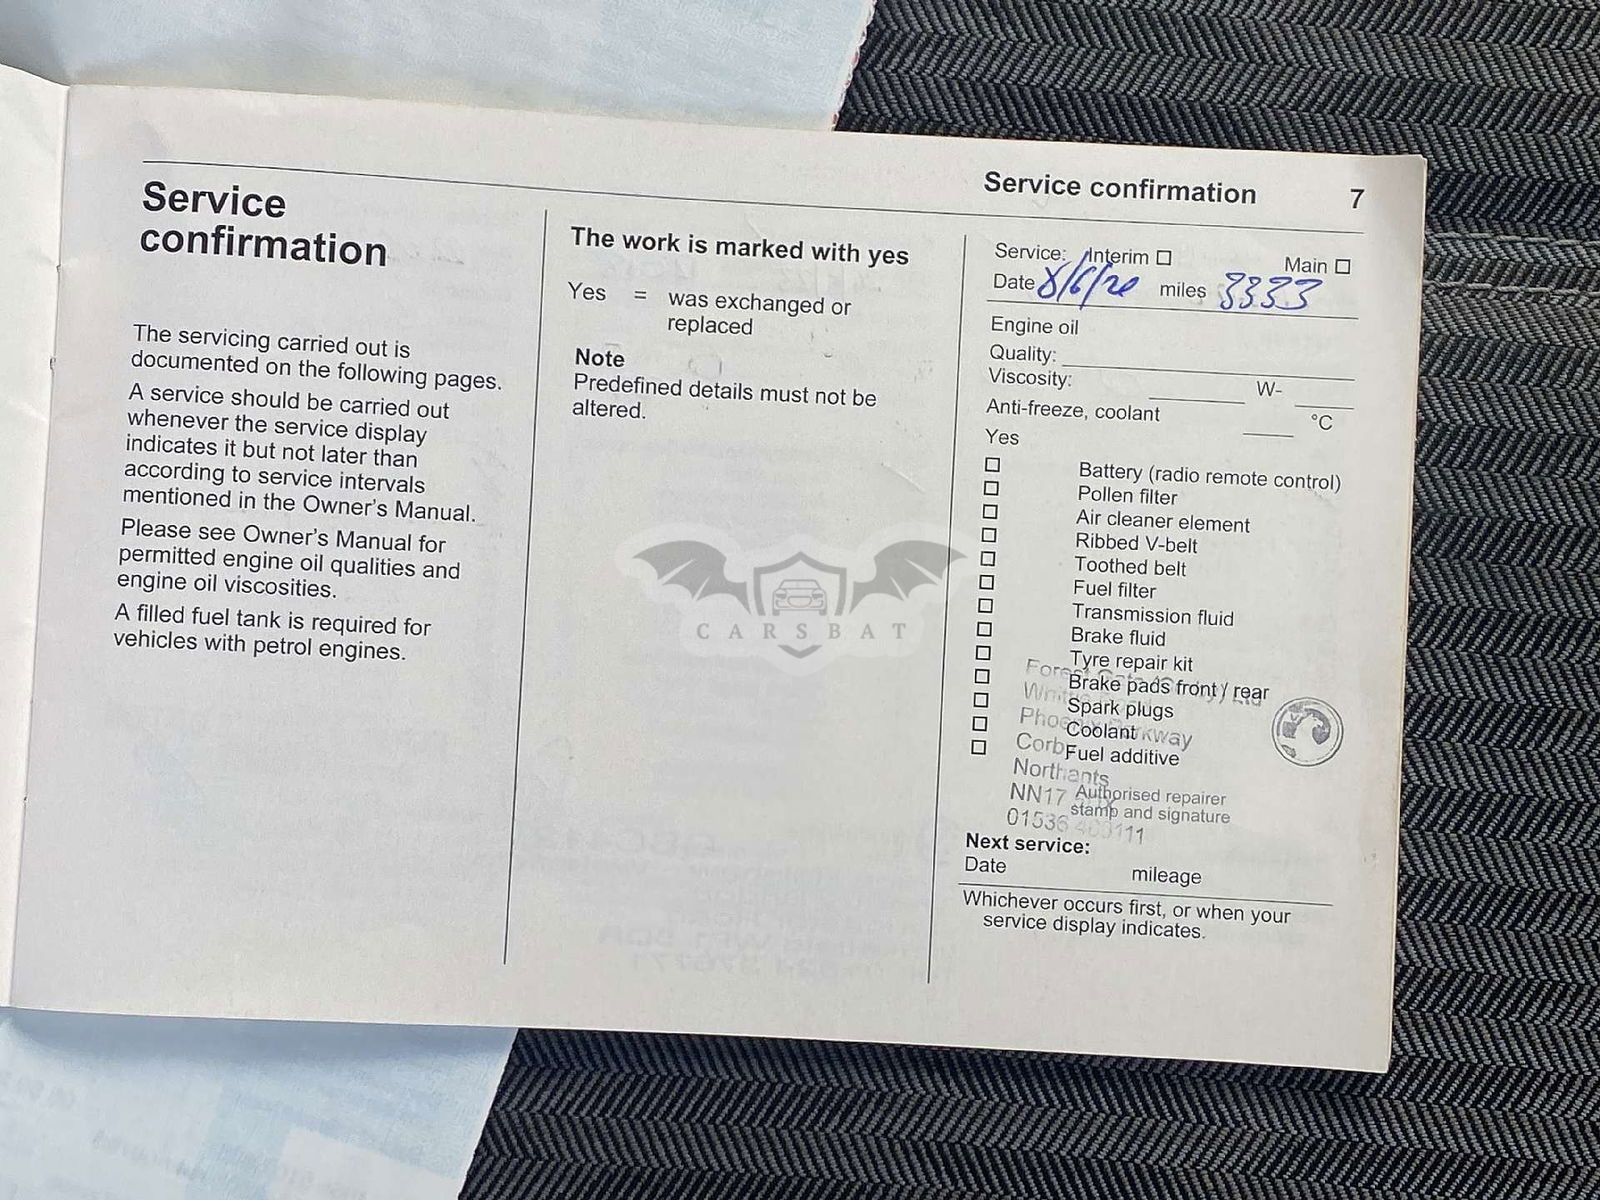 Service confirmation 7
Service
confirmation
The servicing carried out is
documented on the following pages.
A service should be carried out
whenever the service display
indicates it but not later than
according to service intervals
mentioned in the Owner's Manual.
Please see Owner's Manual for
permitted engine oil qualities and
engine oil viscosities.
A filled fuel tank is required for
vehicles with petrol engines.
The work is marked with yes
Yes = was exchanged or
replaced
Note
Predefined details must not be
altered.
CARSBAT
Service: Interim □ Main □
Date 8/6/20 miles 3333
Engine oil
Quality:
Viscosity: W-
Anti-freeze, coolant °C
Yes
□ Battery (radio remote control)
□ Pollen filter
□ Air cleaner element
□ Ribbed V-belt
□ Toothed belt
□ Fuel filter
□ Transmission fluid
□ Brake fluid
□ Tyre repair kit
□ Brake pads front / rear
□ Spark plugs
□ Coolant
□ Fuel additive
Northants
NN17
01536
Authorised repairer
stamp and signature
Next service:
Date mileage
Whichever occurs first, or when your
service display indicates.